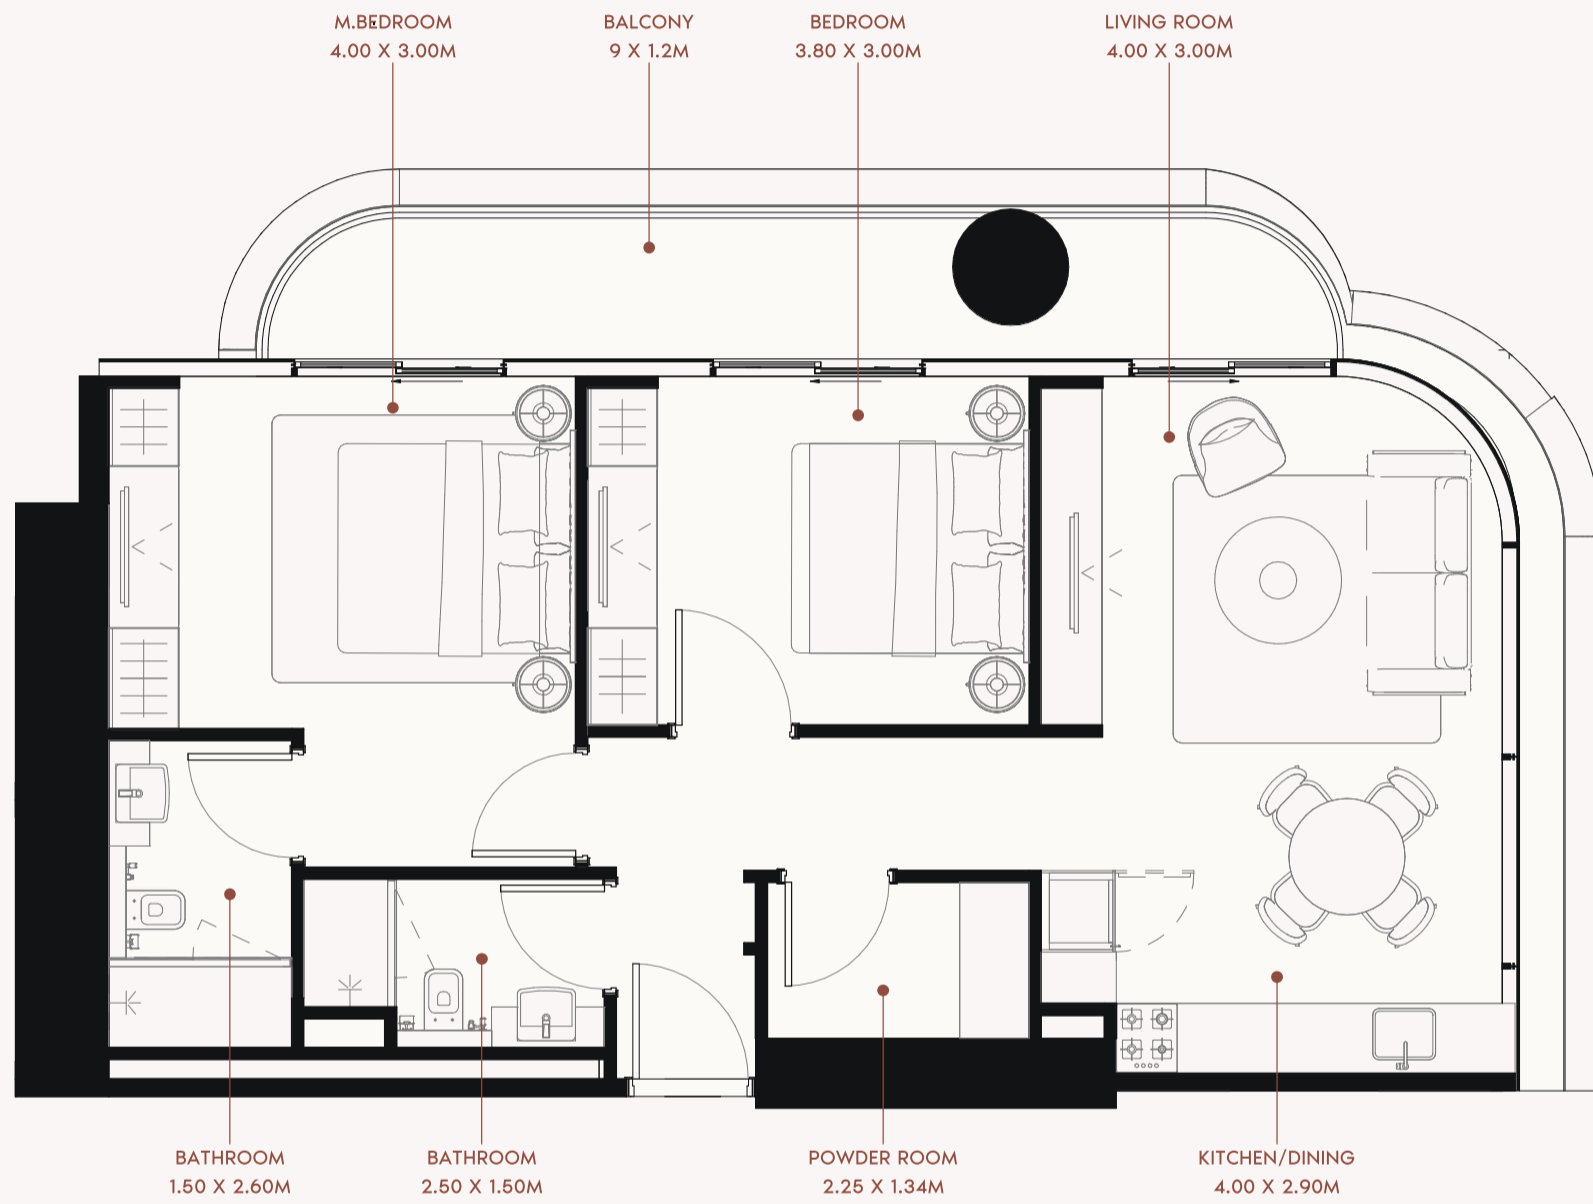 M.BEDROOM
4.00 X 3.00M
BALCONY
9 X 1.2M
BEDROOM
3.80 X 3.00M
LIVING ROOM
4.00 X 3.00M
BATHROOM
1.50 X 2.60M
BATHROOM
2.50 X 1.50M
POWDER ROOM
2.25 X 1.34M
KITCHEN/DINING
4.00 X 2.90M